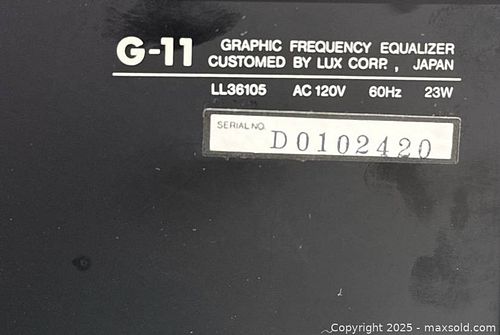 G-11 GRAPHIC FREQUENCY EQUALIZER
CUSTOMED BY LUX CORP. , JAPAN
LL36105 AC 120V 60Hz 23W
SERIAL NO. D0102420
Copyright © 2025 - maxsold.com